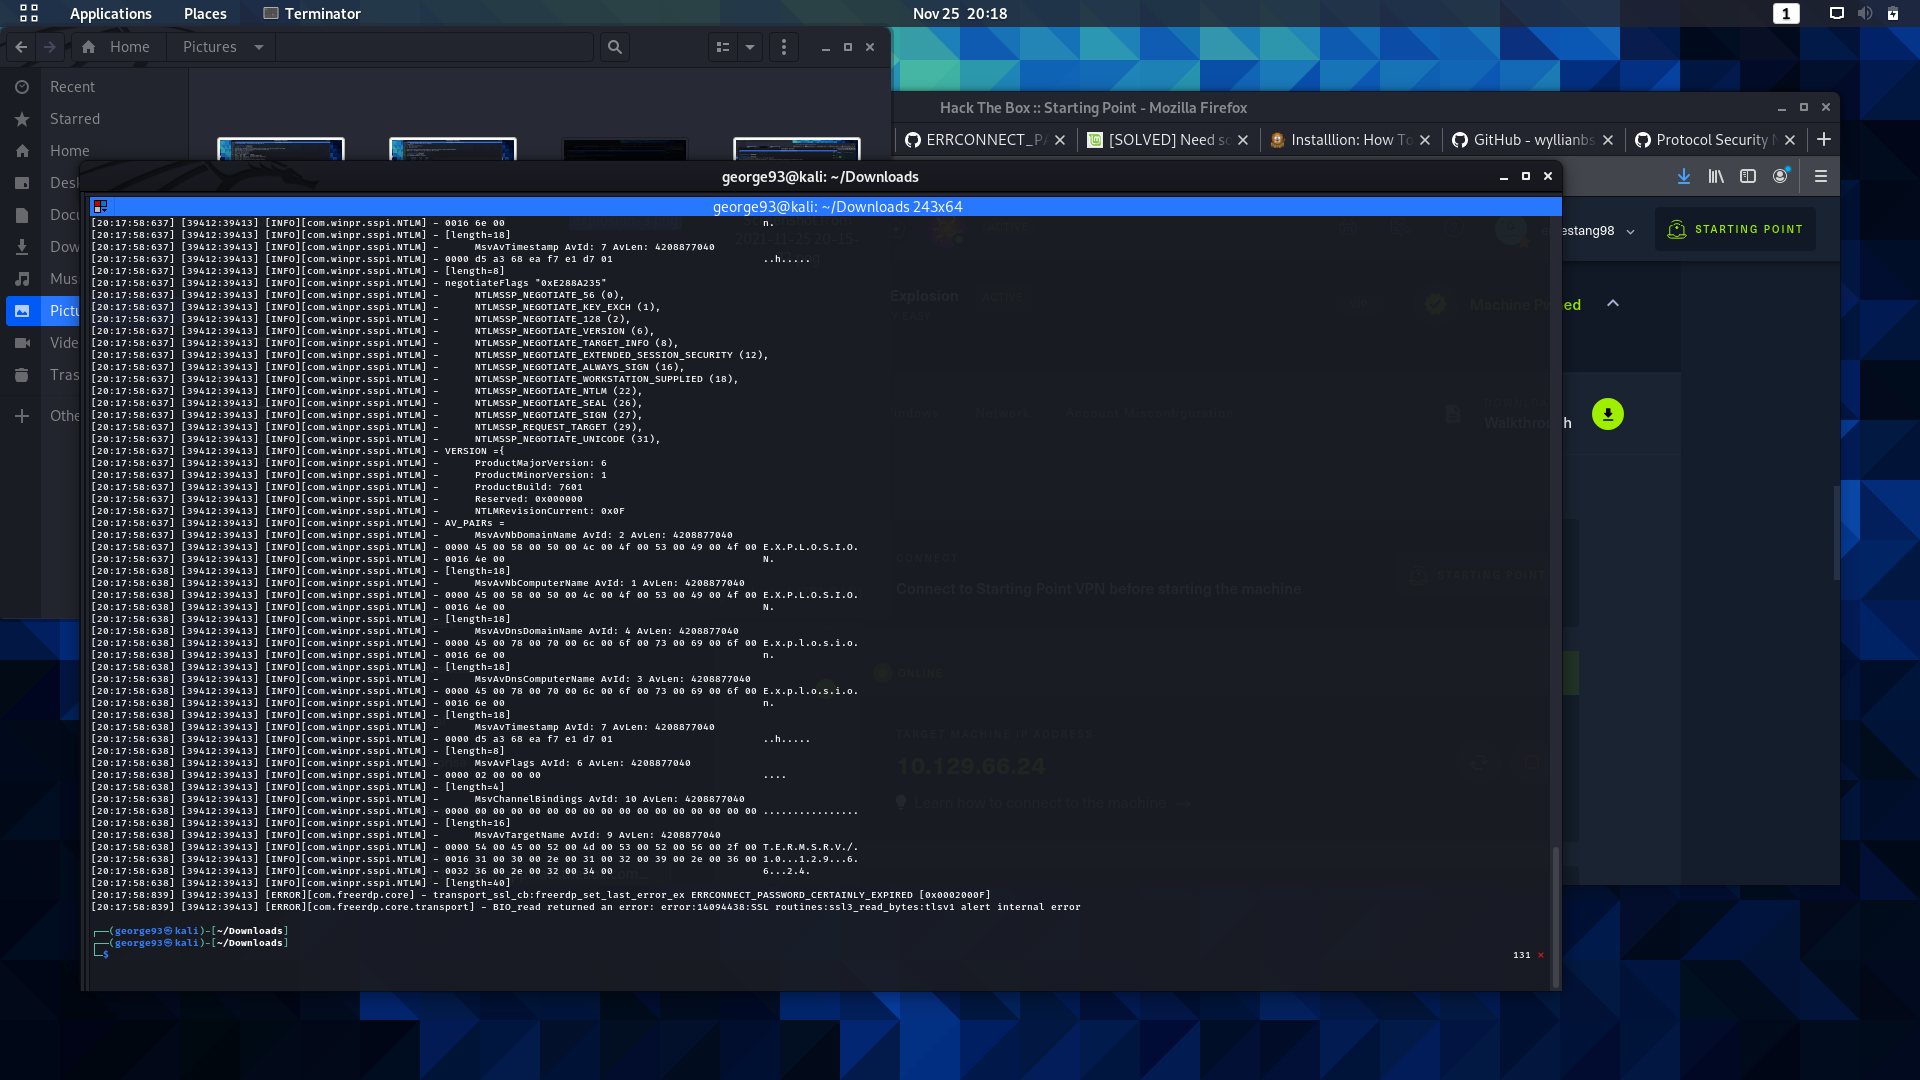 Applications Places Terminator Nov 25 20:18 1
Home Pictures
Recent
Starred
Home
Desk
Docu
Dow
Mus
Pictu
Vide
Tras
Othe
Hack The Box :: Starting Point - Mozilla Firefox
ERRCONNECT_PA [SOLVED] Need so Installlion: How To GitHub - wyllianbs Protocol Security N
estang98 STARTING POINT
Explosion ACTIVE
EASY
Machine Pwned
Walkthrough
CONNECT
Connect to Starting Point VPN before starting the machine
STARTING POINT
ONLINE
TARGET MACHINE IP ADDRESS
10.129.66.24
Learn how to connect to the machine
george93@kali: ~/Downloads
george93@kali: ~/Downloads 243x64
[20:17:58:637] [39412:39413] [INFO][com.winpr.sspi.NTLM] - 0016 6e 00 n.
[20:17:58:637] [39412:39413] [INFO][com.winpr.sspi.NTLM] - [length=18]
[20:17:58:637] [39412:39413] [INFO][com.winpr.sspi.NTLM] - MsvAvTimestamp AvId: 7 AvLen: 4208877040
[20:17:58:637] [39412:39413] [INFO][com.winpr.sspi.NTLM] - 0000 d5 a3 68 ea f7 e1 d7 01 ..h.....
[20:17:58:637] [39412:39413] [INFO][com.winpr.sspi.NTLM] - [length=8]
[20:17:58:637] [39412:39413] [INFO][com.winpr.sspi.NTLM] - negotiateFlags "0xE288A235"
[20:17:58:637] [39412:39413] [INFO][com.winpr.sspi.NTLM] - NTLMSSP_NEGOTIATE_56 (0),
[20:17:58:637] [39412:39413] [INFO][com.winpr.sspi.NTLM] - NTLMSSP_NEGOTIATE_KEY_EXCH (1),
[20:17:58:637] [39412:39413] [INFO][com.winpr.sspi.NTLM] - NTLMSSP_NEGOTIATE_128 (2),
[20:17:58:637] [39412:39413] [INFO][com.winpr.sspi.NTLM] - NTLMSSP_NEGOTIATE_VERSION (6),
[20:17:58:637] [39412:39413] [INFO][com.winpr.sspi.NTLM] - NTLMSSP_NEGOTIATE_TARGET_INFO (8),
[20:17:58:637] [39412:39413] [INFO][com.winpr.sspi.NTLM] - NTLMSSP_NEGOTIATE_EXTENDED_SESSION_SECURITY (12),
[20:17:58:637] [39412:39413] [INFO][com.winpr.sspi.NTLM] - NTLMSSP_NEGOTIATE_ALWAYS_SIGN (16),
[20:17:58:637] [39412:39413] [INFO][com.winpr.sspi.NTLM] - NTLMSSP_NEGOTIATE_WORKSTATION_SUPPLIED (18),
[20:17:58:637] [39412:39413] [INFO][com.winpr.sspi.NTLM] - NTLMSSP_NEGOTIATE_NTLM (22),
[20:17:58:637] [39412:39413] [INFO][com.winpr.sspi.NTLM] - NTLMSSP_NEGOTIATE_SEAL (26),
[20:17:58:637] [39412:39413] [INFO][com.winpr.sspi.NTLM] - NTLMSSP_NEGOTIATE_SIGN (27),
[20:17:58:637] [39412:39413] [INFO][com.winpr.sspi.NTLM] - NTLMSSP_REQUEST_TARGET (29),
[20:17:58:637] [39412:39413] [INFO][com.winpr.sspi.NTLM] - NTLMSSP_NEGOTIATE_UNICODE (31),
[20:17:58:637] [39412:39413] [INFO][com.winpr.sspi.NTLM] - VERSION ={
[20:17:58:637] [39412:39413] [INFO][com.winpr.sspi.NTLM] - ProductMajorVersion: 6
[20:17:58:637] [39412:39413] [INFO][com.winpr.sspi.NTLM] - ProductMinorVersion: 1
[20:17:58:637] [39412:39413] [INFO][com.winpr.sspi.NTLM] - ProductBuild: 7601
[20:17:58:637] [39412:39413] [INFO][com.winpr.sspi.NTLM] - Reserved: 0x000000
[20:17:58:637] [39412:39413] [INFO][com.winpr.sspi.NTLM] - NTLMRevisionCurrent: 0x0F
[20:17:58:637] [39412:39413] [INFO][com.winpr.sspi.NTLM] - AV_PAIRs =
[20:17:58:637] [39412:39413] [INFO][com.winpr.sspi.NTLM] - MsvAvNbDomainName AvId: 2 AvLen: 4208877040
[20:17:58:637] [39412:39413] [INFO][com.winpr.sspi.NTLM] - 0000 45 00 58 00 50 00 4c 00 4f 00 53 00 49 00 4f 00 E.X.P.L.O.S.I.O.
[20:17:58:638] [39412:39413] [INFO][com.winpr.sspi.NTLM] - 0016 4e 00 N.
[20:17:58:638] [39412:39413] [INFO][com.winpr.sspi.NTLM] - [length=18]
[20:17:58:638] [39412:39413] [INFO][com.winpr.sspi.NTLM] - MsvAvNbComputerName AvId: 1 AvLen: 4208877040
[20:17:58:638] [39412:39413] [INFO][com.winpr.sspi.NTLM] - 0000 45 00 58 00 50 00 4c 00 4f 00 53 00 49 00 4f 00 E.X.P.L.O.S.I.O.
[20:17:58:638] [39412:39413] [INFO][com.winpr.sspi.NTLM] - 0016 4e 00 N.
[20:17:58:638] [39412:39413] [INFO][com.winpr.sspi.NTLM] - [length=18]
[20:17:58:638] [39412:39413] [INFO][com.winpr.sspi.NTLM] - MsvAvDnsDomainName AvId: 4 AvLen: 4208877040
[20:17:58:638] [39412:39413] [INFO][com.winpr.sspi.NTLM] - 0000 45 00 78 00 70 00 6c 00 6f 00 73 00 69 00 6f 00 E.x.p.l.o.s.i.o.
[20:17:58:638] [39412:39413] [INFO][com.winpr.sspi.NTLM] - 0016 6e 00 n.
[20:17:58:638] [39412:39413] [INFO][com.winpr.sspi.NTLM] - [length=18]
[20:17:58:638] [39412:39413] [INFO][com.winpr.sspi.NTLM] - MsvAvDnsComputerName AvId: 3 AvLen: 4208877040
[20:17:58:638] [39412:39413] [INFO][com.winpr.sspi.NTLM] - 0000 45 00 78 00 70 00 6c 00 6f 00 73 00 69 00 6f 00 E.x.p.l.o.s.i.o.
[20:17:58:638] [39412:39413] [INFO][com.winpr.sspi.NTLM] - 0016 6e 00 n.
[20:17:58:638] [39412:39413] [INFO][com.winpr.sspi.NTLM] - [length=18]
[20:17:58:638] [39412:39413] [INFO][com.winpr.sspi.NTLM] - MsvAvTimestamp AvId: 7 AvLen: 4208877040
[20:17:58:638] [39412:39413] [INFO][com.winpr.sspi.NTLM] - 0000 d5 a3 68 ea f7 e1 d7 01 ..h.....
[20:17:58:638] [39412:39413] [INFO][com.winpr.sspi.NTLM] - [length=8]
[20:17:58:638] [39412:39413] [INFO][com.winpr.sspi.NTLM] - MsvAvFlags AvId: 6 AvLen: 4208877040
[20:17:58:638] [39412:39413] [INFO][com.winpr.sspi.NTLM] - 0000 02 00 00 00 ....
[20:17:58:638] [39412:39413] [INFO][com.winpr.sspi.NTLM] - [length=4]
[20:17:58:638] [39412:39413] [INFO][com.winpr.sspi.NTLM] - MsvChannelBindings AvId: 10 AvLen: 4208877040
[20:17:58:638] [39412:39413] [INFO][com.winpr.sspi.NTLM] - 0000 00 00 00 00 00 00 00 00 00 00 00 00 00 00 00 00 ................
[20:17:58:638] [39412:39413] [INFO][com.winpr.sspi.NTLM] - [length=16]
[20:17:58:638] [39412:39413] [INFO][com.winpr.sspi.NTLM] - MsvAvTargetName AvId: 9 AvLen: 4208877040
[20:17:58:638] [39412:39413] [INFO][com.winpr.sspi.NTLM] - 0000 54 00 45 00 52 00 4d 00 53 00 52 00 56 00 2f 00 T.E.R.M.S.R.V./.
[20:17:58:638] [39412:39413] [INFO][com.winpr.sspi.NTLM] - 0016 31 00 30 00 2e 00 31 00 32 00 39 00 2e 00 36 00 1.0...1.2.9...6.
[20:17:58:638] [39412:39413] [INFO][com.winpr.sspi.NTLM] - 0032 36 00 2e 00 32 00 34 00 6...2.4.
[20:17:58:638] [39412:39413] [INFO][com.winpr.sspi.NTLM] - [length=40]
[20:17:58:839] [39412:39413] [ERROR][com.freerdp.core] - transport_ssl_cb:freerdp_set_last_error_ex ERRCONNECT_PASSWORD_CERTAINLY_EXPIRED [0x0002000F]
[20:17:58:839] [39412:39413] [ERROR][com.freerdp.core.transport] - BIO_read returned an error: error:14094438:SSL routines:ssl3_read_bytes:tlsv1 alert internal error
┌──(george93㉿kali)-[~/Downloads]
┌──(george93㉿kali)-[~/Downloads]
└─$ 131 ⨯